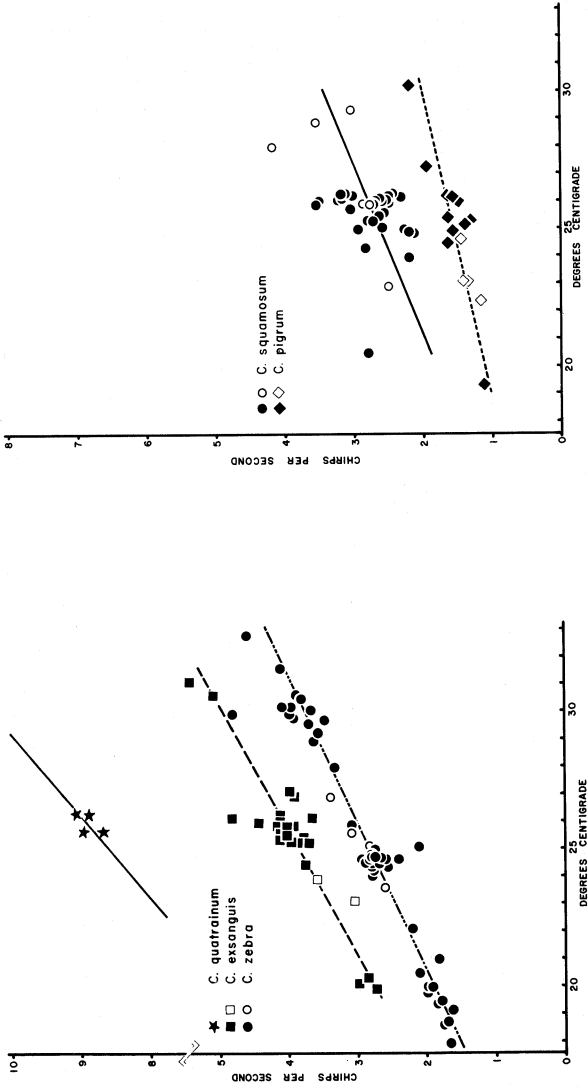 10
9
8
5
4
3
2
1
0
CHIRPS PER SECOND
C. quatrainum
C. exsanguis
C. zebra
20
25
30
DEGREES CENTIGRADE
8
7
6
5
4
3
2
1
0
CHIRPS PER SECOND
C. squamosum
C. pigrum
20
25
30
DEGREES CENTIGRADE